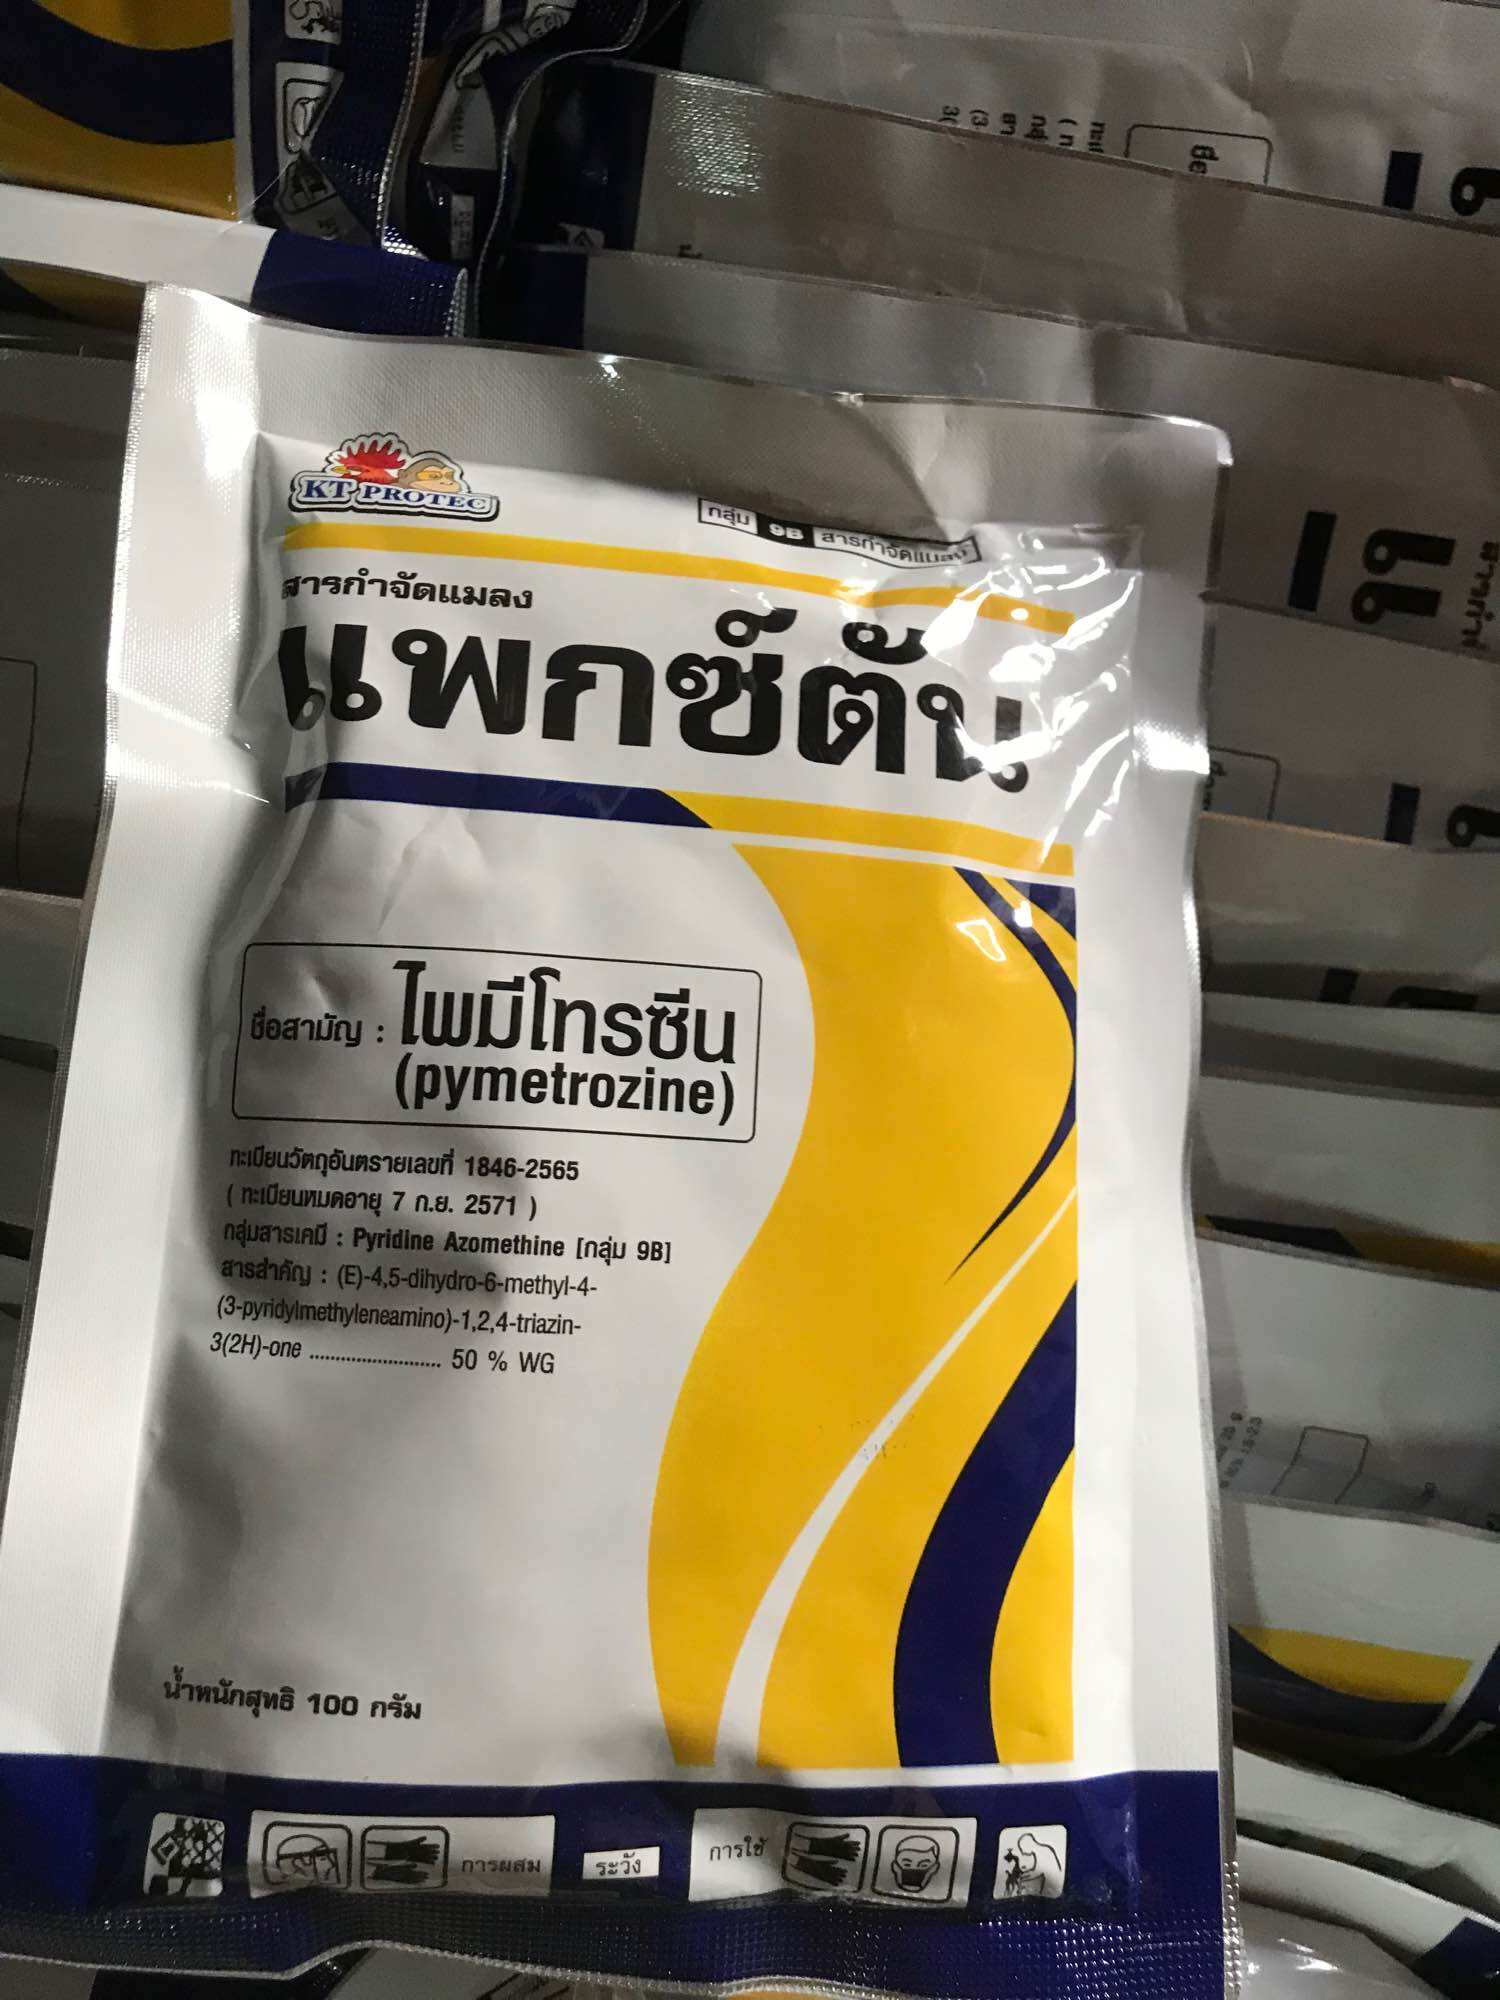 KT PROTEC
กลุ่ม 9B สารกำจัดแมลง
สารกำจัดแมลง
แพกซ์ตัน
ชื่อสามัญ : ไพมีโทรซีน
(pymetrozine)
ทะเบียนวัตถุอันตรายเลขที่ 1846-2565
( ทะเบียนหมดอายุ 7 ก.ย. 2571 )
กลุ่มสารเคมี : Pyridine Azomethine [กลุ่ม 9B]
สารสำคัญ : (E)-4,5-dihydro-6-methyl-4-
(3-pyridylmethyleneamino)-1,2,4-triazin-
3(2H)-one ......................... 50 % WG
น้ำหนักสุทธิ 100 กรัม
การผสม ระวัง การใช้